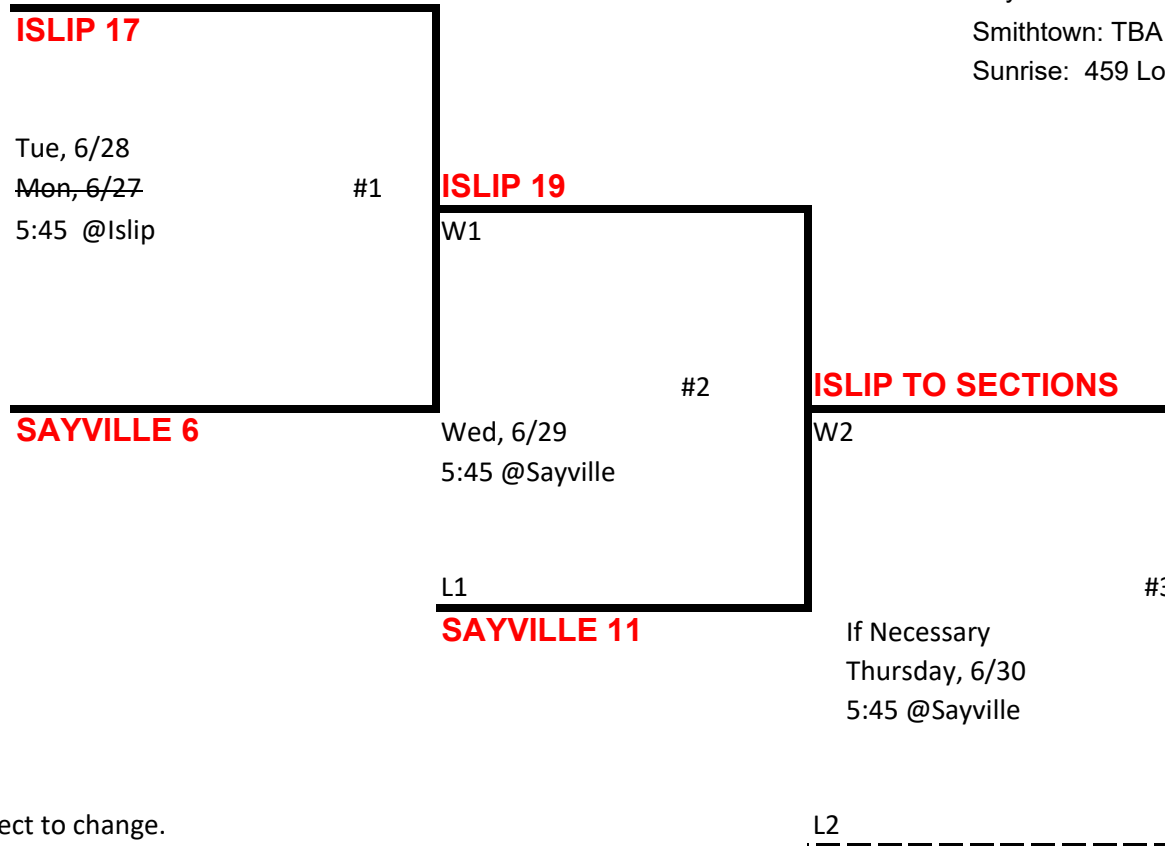 ISLIP 17
Smithtown: TBA
Sunrise: 459
Tue, 6/28
Mon, 6/27 #1
ISLIP 19
5:45 @Islip
W1
#2
ISLIP TO SECTIONS
SAYVILLE 6
Wed, 6/29
W2
5:45 @Sayville
L1
SAYVILLE 11
If Necessary
Thursday, 6/30
5:45 @Sayville
to change.
L2